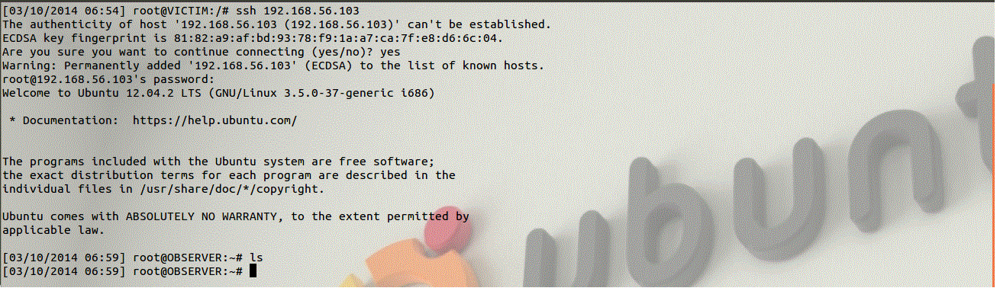 [03/10/2014 06:54] root@VICTIM:/# ssh 192.168.56.103
The authenticity of host '192.168.56.103 (192.168.56.103)' can't be established.
ECDSA key fingerprint is 81:82:a9:af:bd:93:78:f9:1a:a7:ca:7f:e8:d6:6c:04.
Are you sure you want to continue connecting (yes/no)? yes
Warning: Permanently added '192.168.56.103' (ECDSA) to the list of known hosts.
root@192.168.56.103's password:
Welcome to Ubuntu 12.04.2 LTS (GNU/Linux 3.5.0-37-generic i686)
 * Documentation:  https://help.ubuntu.com/
The programs included with the Ubuntu system are free software;
the exact distribution terms for each program are described in the
individual files in /usr/share/doc/*/copyright.
Ubuntu comes with ABSOLUTELY NO WARRANTY, to the extent permitted by
applicable law.
[03/10/2014 06:59] root@OBSERVER:~# ls
[03/10/2014 06:59] root@OBSERVER:~#
ubunt